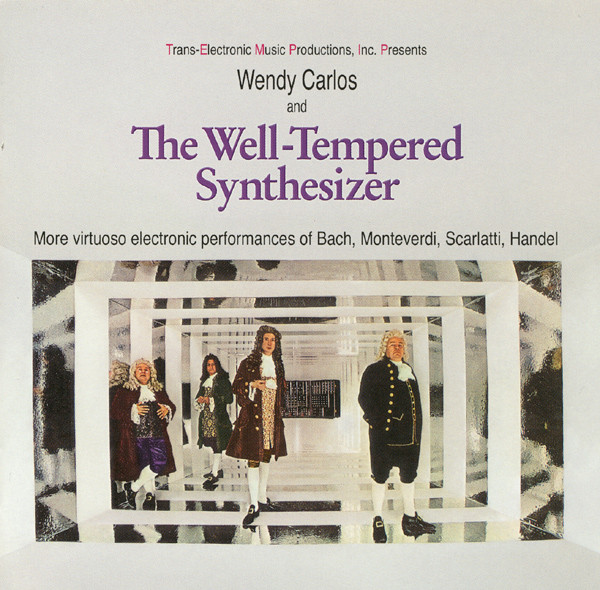 Trans-Electronic Music Productions, Inc. Presents
Wendy Carlos
and
The Well-Tempered
Synthesizer
More virtuoso electronic performances of Bach, Monteverdi, Scarlatti, Handel